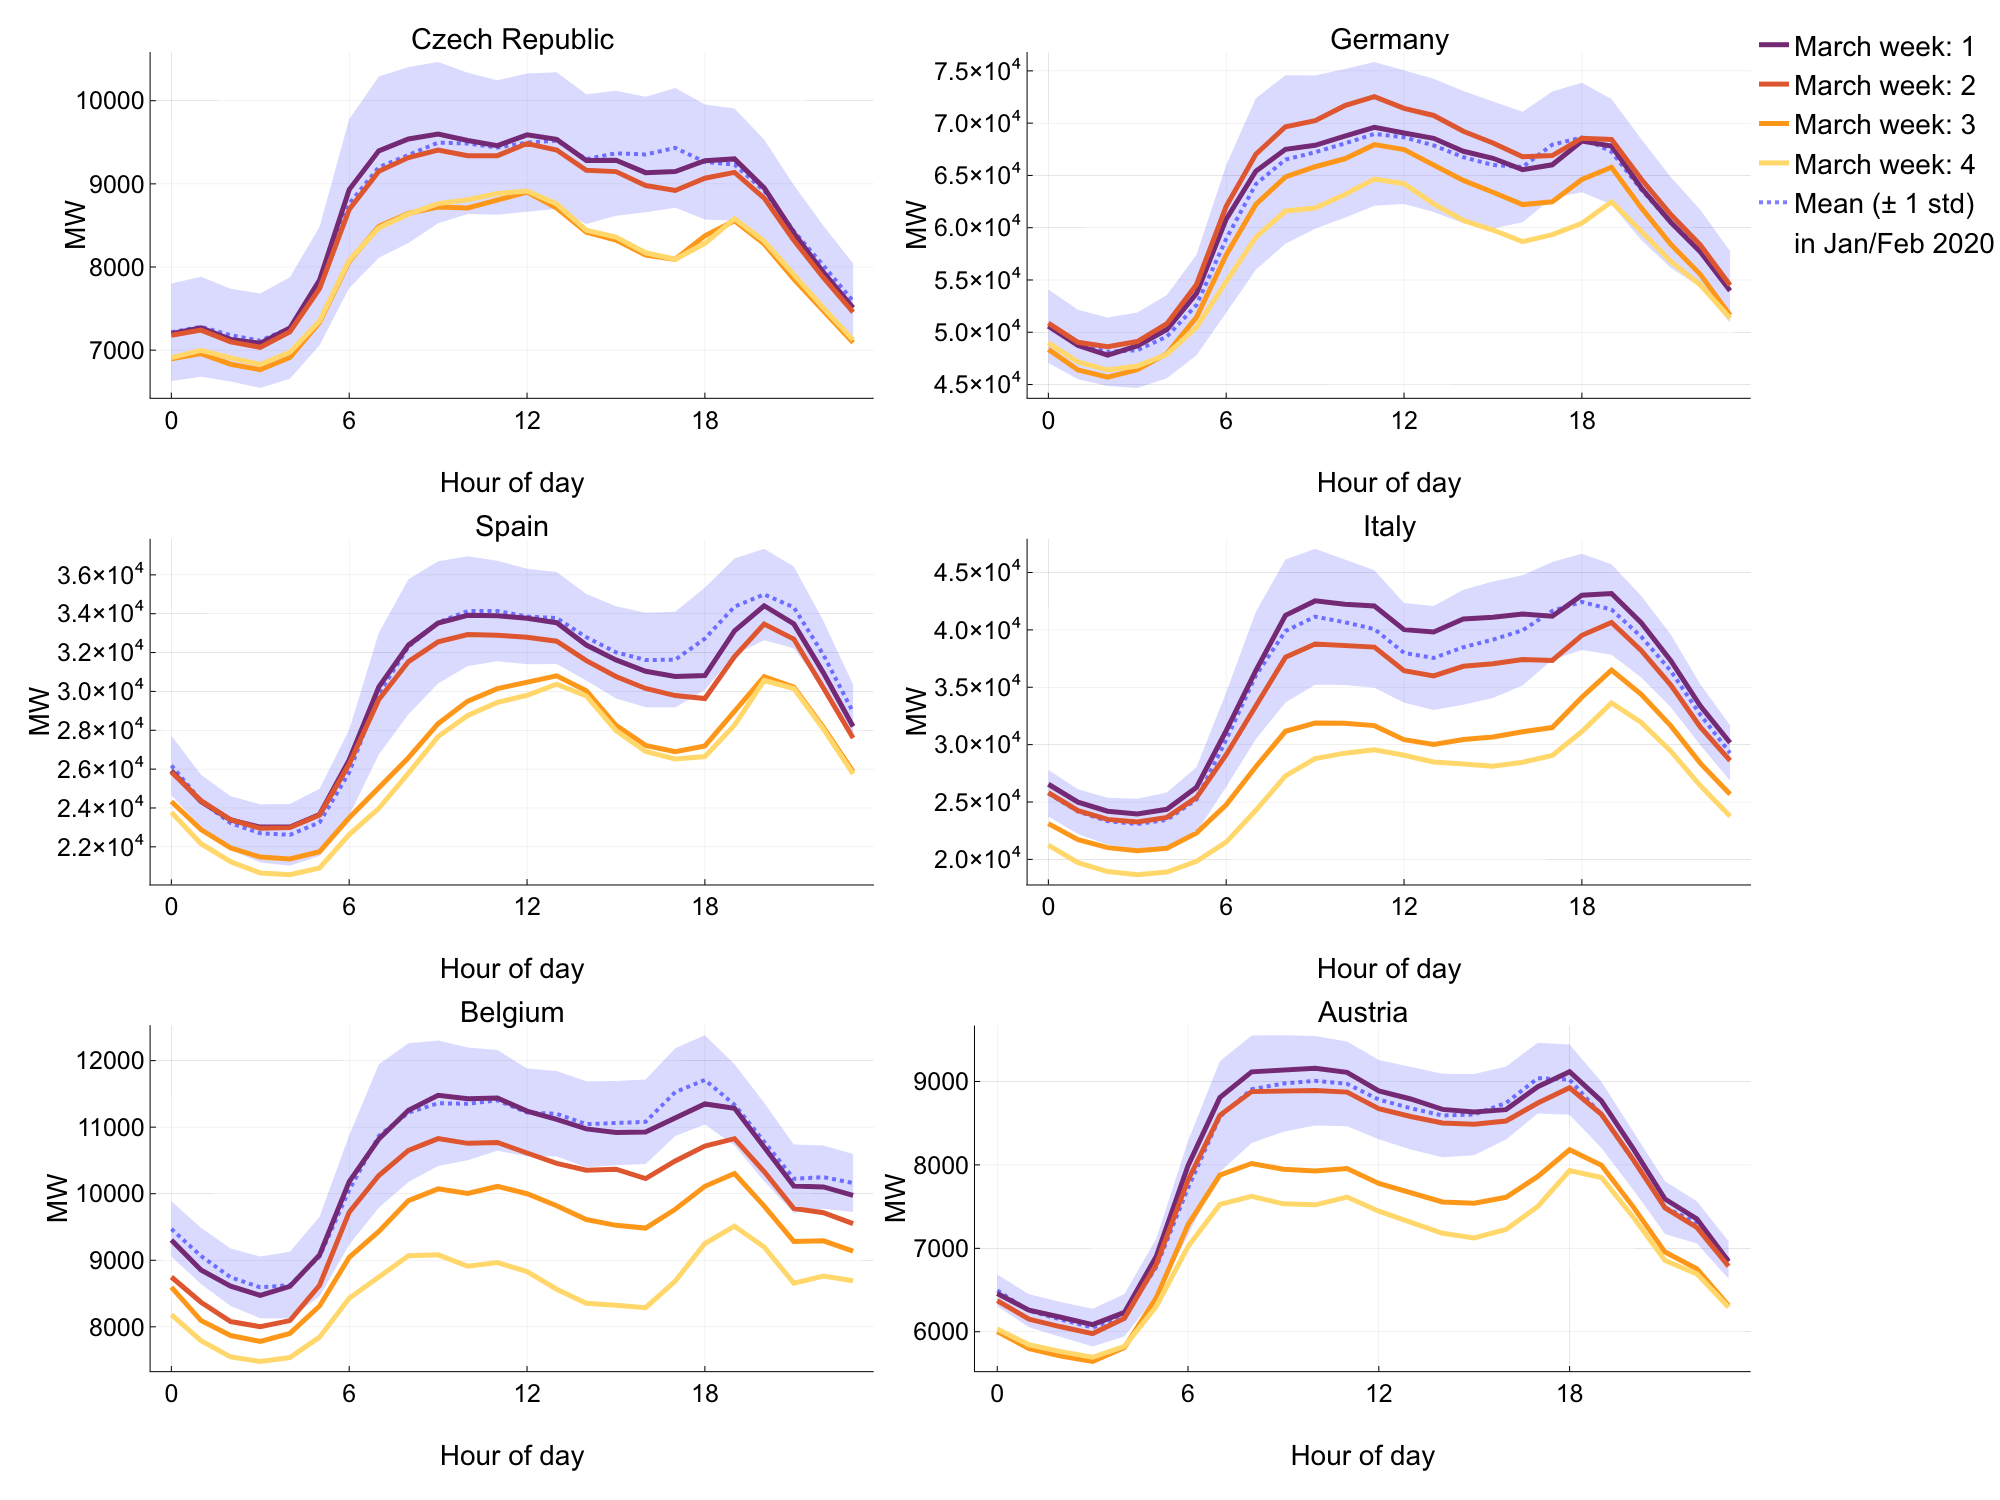 Czech Republic
10000
9000
8000
7000
MW
0 6 12 18
Hour of day
Germany
7.5×10⁴
7.0×10⁴
6.5×10⁴
6.0×10⁴
5.5×10⁴
5.0×10⁴
4.5×10⁴
MW
0 6 12 18
Hour of day
March week: 1
March week: 2
March week: 3
March week: 4
Mean (± 1 std)
in Jan/Feb 2020
Spain
3.6×10⁴
3.4×10⁴
3.2×10⁴
3.0×10⁴
2.8×10⁴
2.6×10⁴
2.4×10⁴
2.2×10⁴
MW
0 6 12 18
Hour of day
Italy
4.5×10⁴
4.0×10⁴
3.5×10⁴
3.0×10⁴
2.5×10⁴
2.0×10⁴
MW
0 6 12 18
Hour of day
Belgium
12000
11000
10000
9000
8000
MW
0 6 12 18
Hour of day
Austria
9000
8000
7000
6000
MW
0 6 12 18
Hour of day